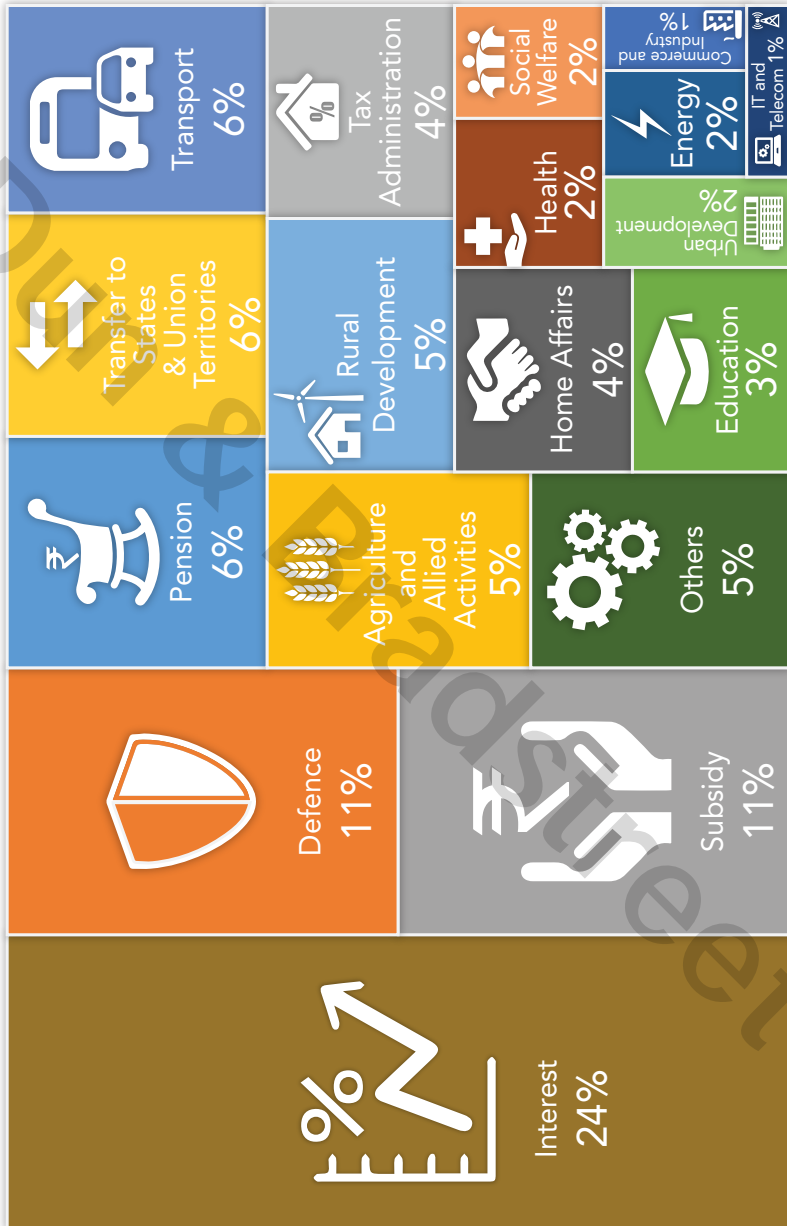 Interest
24%
Defence
11%
Subsidy
11%
Pension
6%
Transfer to
States
& Union
Territories
6%
Transport
6%
Agriculture
and
Allied
Activities
5%
Others
5%
Rural
Development
5%
Tax
Administration
4%
%
Home Affairs
4%
Education
3%
Health
2%
Social
Welfare
2%
Urban
Development
2%
Energy
2%
Commerce and
Industry
1%
IT and
Telecom 1%
%
₹
₹
Dun & Bradstreet